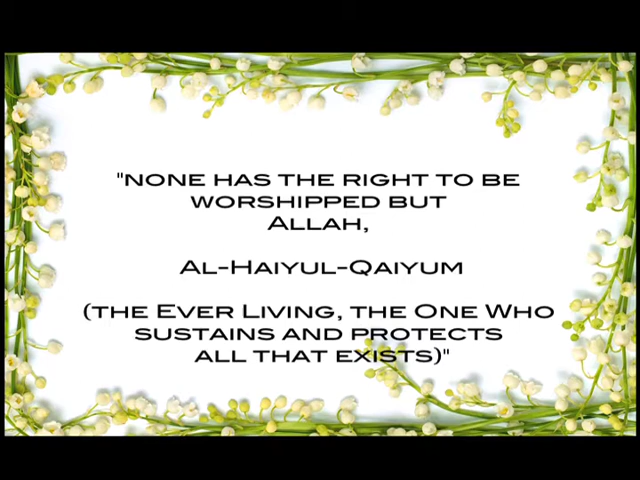 "NONE HAS THE RIGHT TO BE
WORSHIPPED BUT
ALLAH,
AL-HAIYUL-QAIYUM
(THE EVER LIVING, THE ONE WHO
SUSTAINS AND PROTECTS
ALL THAT EXISTS)"